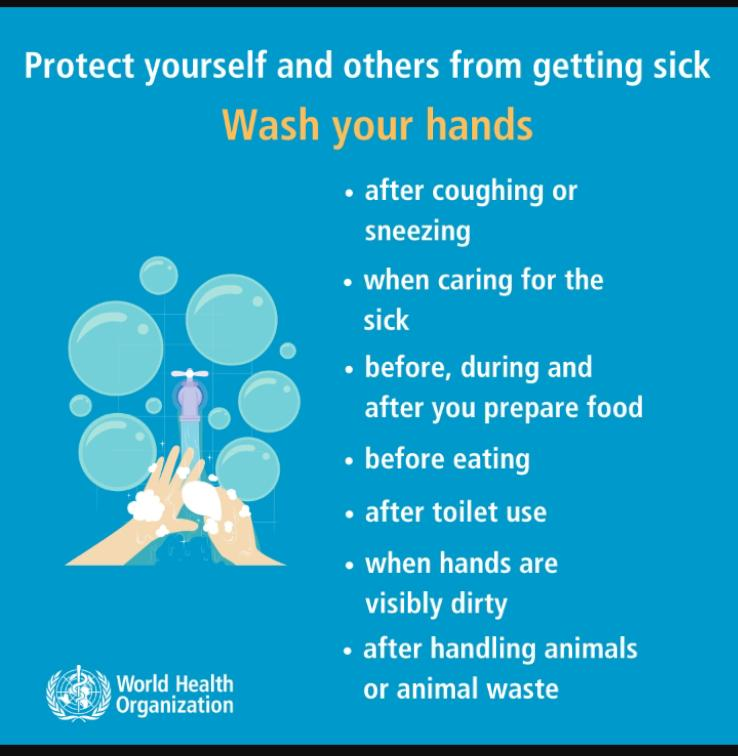 Protect yourself and others from getting sick
Wash your hands
• after coughing or
sneezing
• when caring for the
sick
• before, during and
after you prepare food
• before eating
• after toilet use
• when hands are
visibly dirty
• after handling animals
or animal waste
World Health
Organization